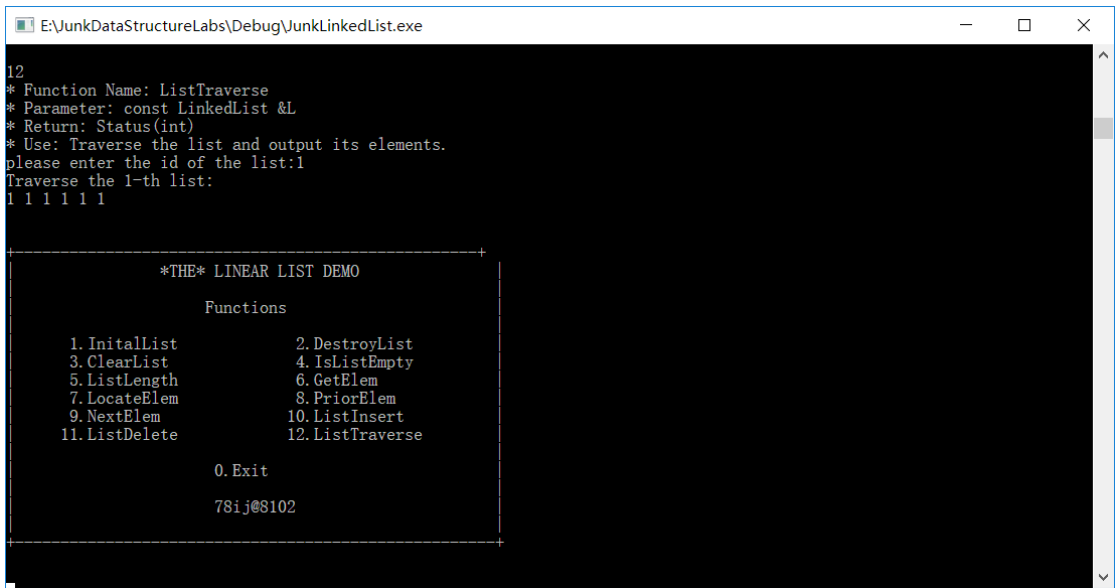 E:\JunkDataStructureLabs\Debug\JunkLinkedList.exe
12
* Function Name: ListTraverse
* Parameter: const LinkedList &L
* Return: Status(int)
* Use: Traverse the list and output its elements.
please enter the id of the list:1
Traverse the 1-th list:
1 1 1 1 1 1
+---------------------------------------------------+
|                *THE* LINEAR LIST DEMO               |
|                     Functions                       |
|      1.InitalList             2.DestroyList         |
|      3.ClearList              4.IsListEmpty         |
|      5.ListLength             6.GetElem             |
|      7.LocateElem             8.PriorElem           |
|      9.NextElem              10.ListInsert          |
|     11.ListDelete            12.ListTraverse        |
|                      0.Exit                         |
|                      78ij@8102                      |
+-----------------------------------------------------+